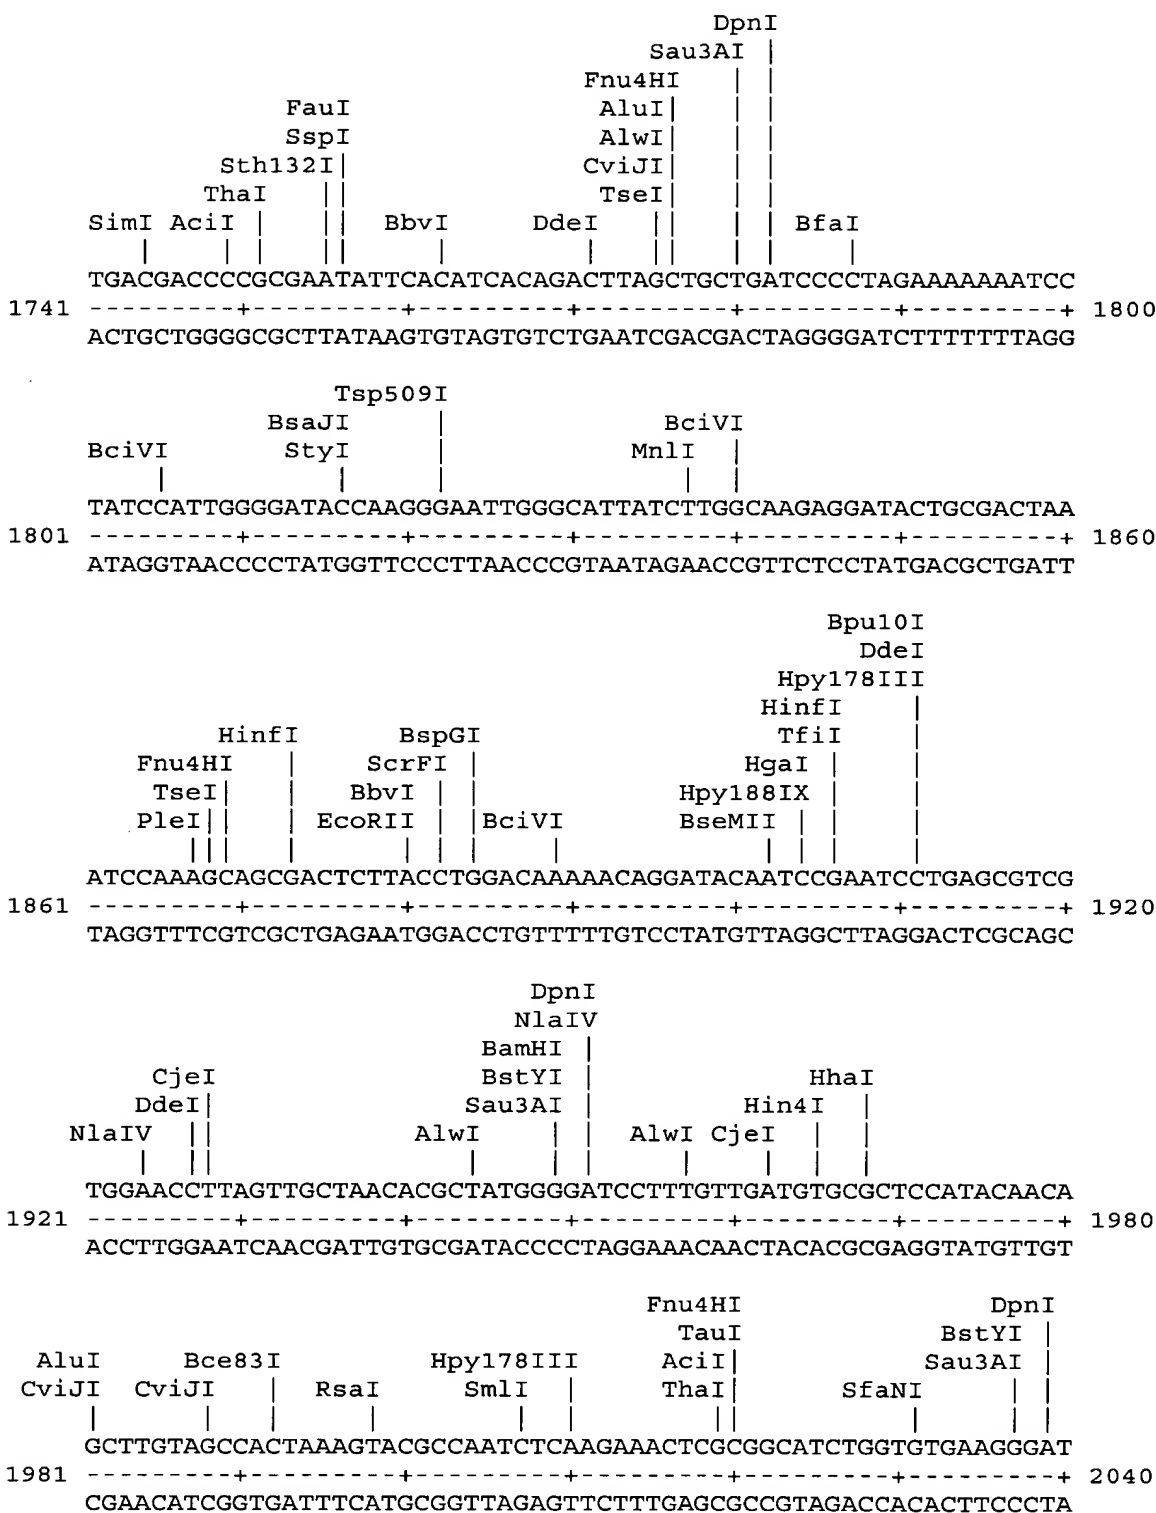 DpnI
Sau3AI
Fnu4HI
FauI AluI
SspI AlwI
Sth132I CviJI
ThaI TseI
SimI AciI BbvI DdeI BfaI
TGACGACCCCGCGAATATTCACATCACAGACTTAGCTGCTGATCCCCTAGAAAAAAATCC
1741 ---------+---------+---------+---------+---------+---------+ 1800
ACTGCTGGGGCGCTTATAAGTGTAGTGTCTGAATCGACGACTAGGGGATCTTTTTTTAGG
Tsp509I
BsaJI BciVI
BciVI StyI MnlI
TATCCATTGGGGATACCAAGGGAATTGGGCATTATCTTGGCAAGAGGATACTGCGACTAA
1801 ---------+---------+---------+---------+---------+---------+ 1860
ATAGGTAACCCCTATGGTTCCCTTAACCCGTAATAGAACCGTTCTCCTATGACGCTGATT
Bpu10I
DdeI
Hpy178III
HinfI
HinfI BspGI TfiI
Fnu4HI ScrFI HgaI
TseI BbvI Hpy188IX
PleI EcoRII BciVI BseMII
ATCCAAAGCAGCGACTCTTACCTGGACAAAAACAGGATACAATCCGAATCCTGAGCGTCG
1861 ---------+---------+---------+---------+---------+---------+ 1920
TAGGTTTCGTCGCTGAGAATGGACCTGTTTTTGTCCTATGTTAGGCTTAGGACTCGCAGC
DpnI
NlaIV
BamHI
CjeI BstYI HhaI
DdeI Sau3AI Hin4I
NlaIV AlwI AlwI CjeI
TGGAACCTTAGTTGCTAACACGCTATGGGGATCCTTTGTTGATGTGCGCTCCATACAACA
1921 ---------+---------+---------+---------+---------+---------+ 1980
ACCTTGGAATCAACGATTGTGCGATACCCCTAGGAAACAACTACACGCGAGGTATGTTGT
Fnu4HI DpnI
TauI BstYI
AluI Bce83I Hpy178III AciI Sau3AI
CviJI CviJI RsaI SmlI ThaI SfaNI
GCTTGTAGCCACTAAAGTACGCCAATCTCAAGAAACTCGCGGCATCTGGTGTGAAGGGAT
1981 ---------+---------+---------+---------+---------+---------+ 2040
CGAACATCGGTGATTTCATGCGGTTAGAGTTCTTTGAGCGCCGTAGACCACACTTCCCTA